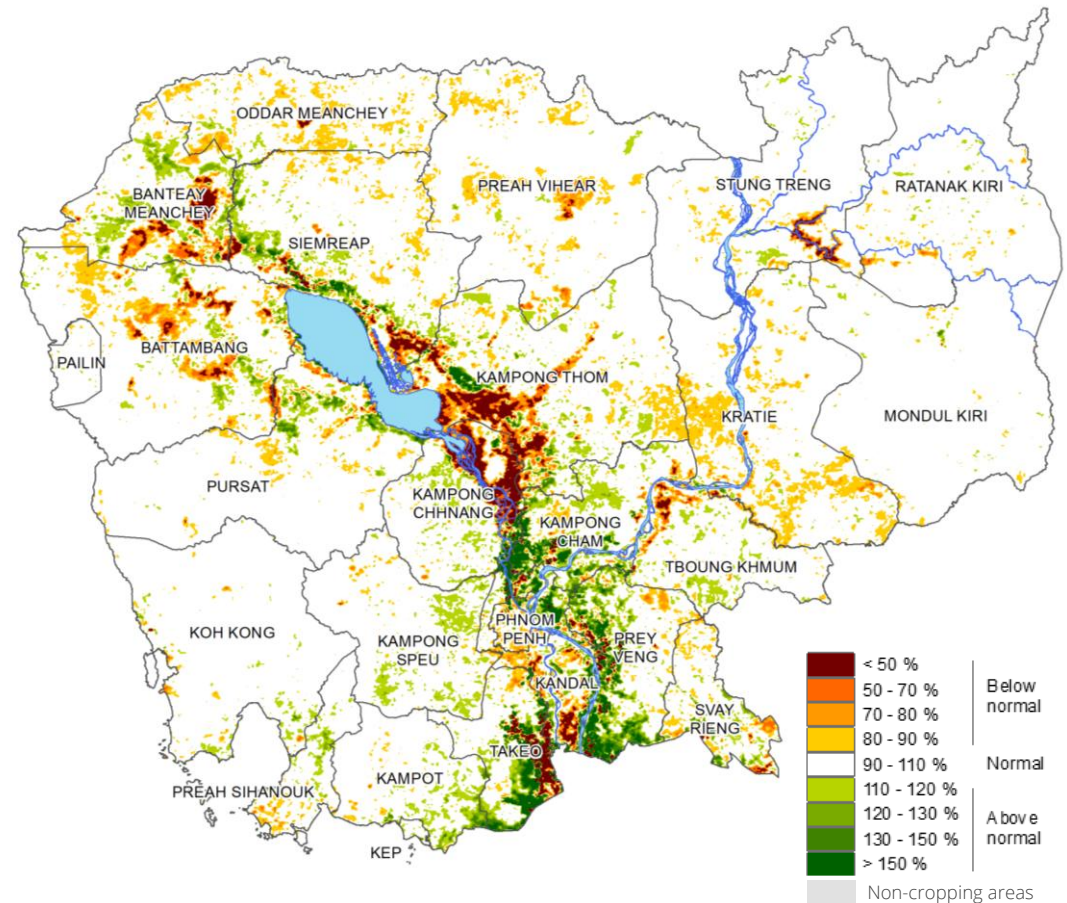 ODDAR MEANCHEY
BANTEAY
MEANCHEY
PREAH VIHEAR
STUNG TRENG
RATANAK KIRI
SIEMREAP
BATTAMBANG
PAILIN
KAMPONG THOM
KRATIE
MONDUL KIRI
PURSAT
KAMPONG
CHHNANG
KAMPONG
CHAM
TBOUNG KHMUM
KOH KONG
KAMPONG
SPEU
PHNOM
PENH
PREY
VENG
KANDAL
SVAY
RIENG
TAKEO
KAMPOT
PREAH SIHANOUK
KEP
< 50 %
50 - 70 %
70 - 80 %
80 - 90 %
Below
normal
90 - 110 %
Normal
110 - 120 %
120 - 130 %
130 - 150 %
> 150 %
Above
normal
Non-cropping areas